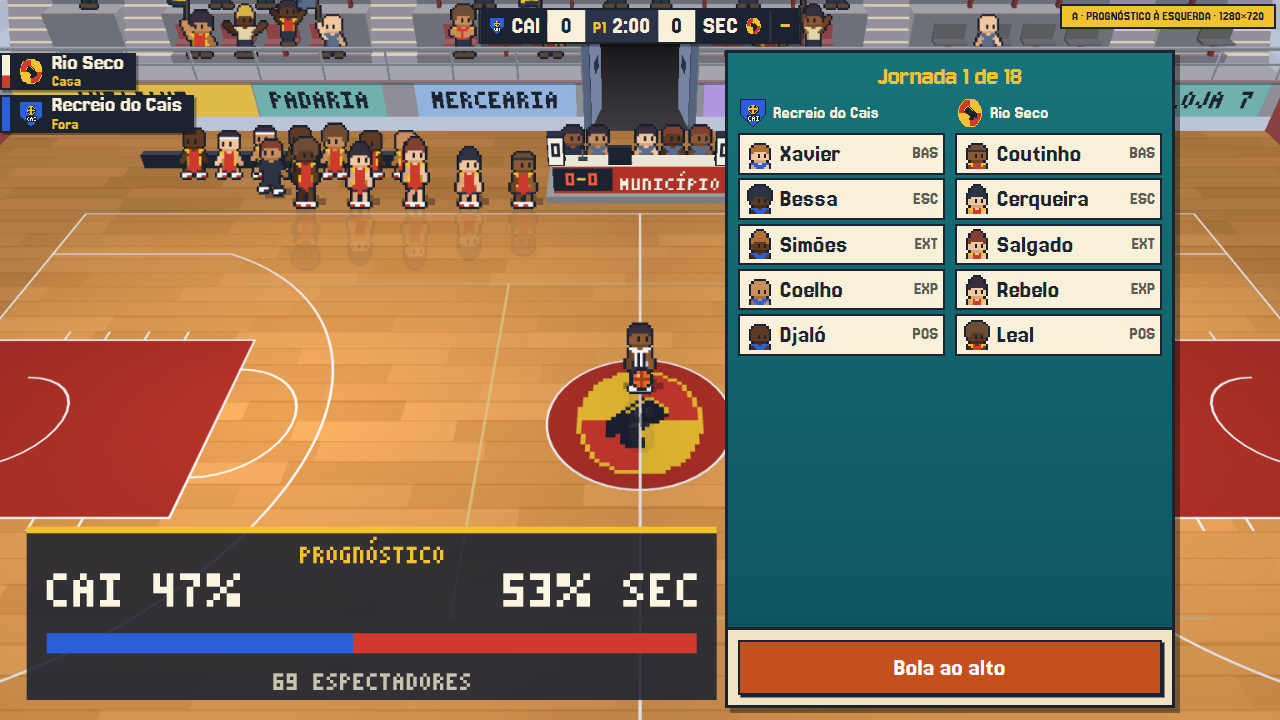 CAI 0 P1 2:00 0 SEC -
A · PROGNÓSTICO À ESQUERDA · 1280×720
Rio Seco
Casa
Recreio do Cais
Fora
PADARIA
MERCEARIA
OJA 7
0-0
MUNICÍPIO
Jornada 1 de 18
CAI
Recreio do Cais
Rio Seco
Xavier BAS
Coutinho BAS
Bessa ESC
Cerqueira ESC
Simões EXT
Salgado EXT
Coelho EXP
Rebelo EXP
Djaló POS
Leal POS
PROGNÓSTICO
CAI 47%
53% SEC
69 ESPECTADORES
Bola ao alto